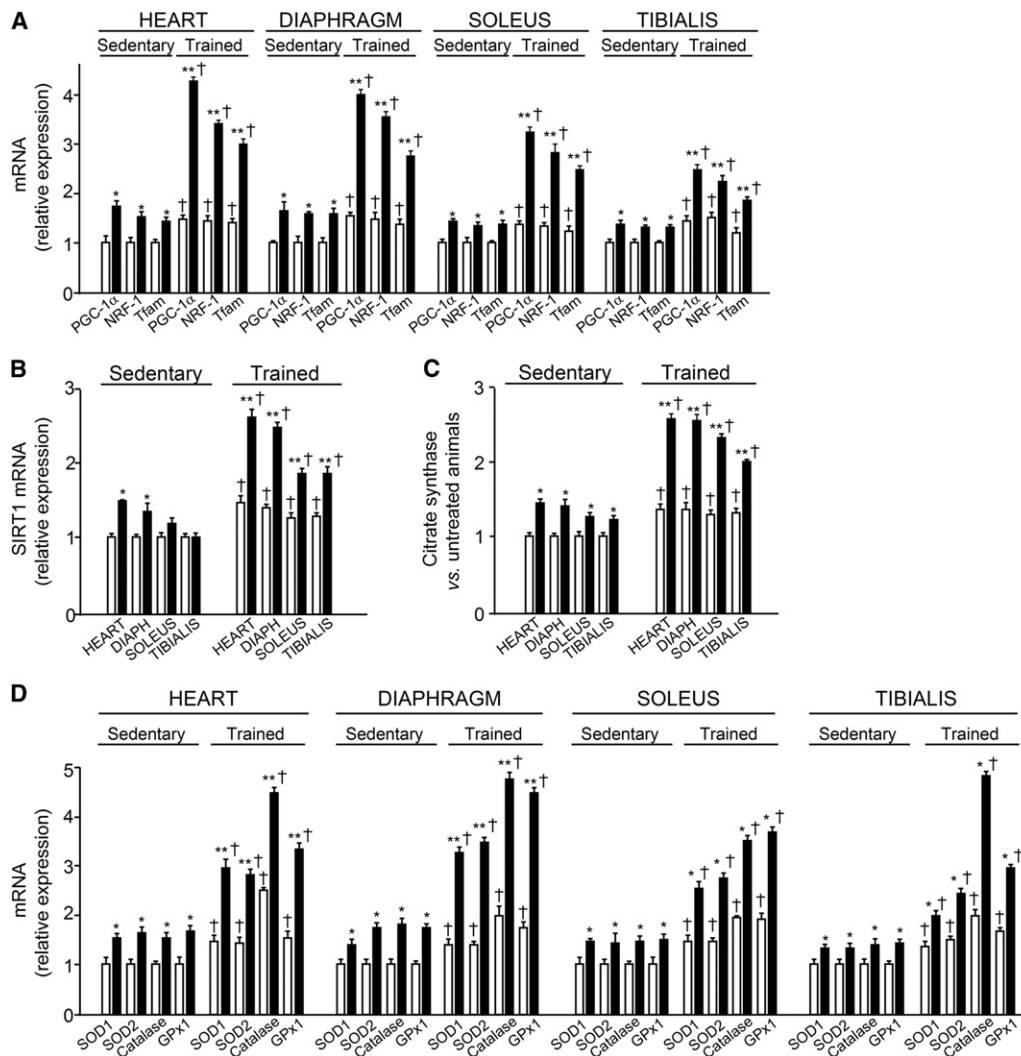 A
HEART DIAPHRAGM SOLEUS TIBIALIS
Sedentary Trained Sedentary Trained Sedentary Trained Sedentary Trained
mRNA
(relative expression)
4
3
2
1
0
* * * † **† † **† † **† * * * † **† † **† † **† * * * † **† † **† † **† * * * † **† † **† † **†
PGC-1α NRF-1 Tfam PGC-1α NRF-1 Tfam PGC-1α NRF-1 Tfam PGC-1α NRF-1 Tfam PGC-1α NRF-1 Tfam PGC-1α NRF-1 Tfam PGC-1α NRF-1 Tfam PGC-1α NRF-1 Tfam
B
Sedentary Trained
SIRT1 mRNA
(relative expression)
3
2
1
0
* * † **† † **† † **† † **†
HEART DIAPH SOLEUS TIBIALIS HEART DIAPH SOLEUS TIBIALIS
C
Sedentary Trained
Citrate synthase
vs. untreated animals
3
2
1
0
* * * * † **† † **† † **† † **†
HEART DIAPH SOLEUS TIBIALIS HEART DIAPH SOLEUS TIBIALIS
D
HEART DIAPHRAGM SOLEUS TIBIALIS
Sedentary Trained Sedentary Trained Sedentary Trained Sedentary Trained
mRNA
(relative expression)
5
4
3
2
1
0
* * * * † **† † **† † **† † **† * * * * † **† † **† † **† † **† * * * * † *† † *† † *† † *† * * * * † *† † *† † *† † *†
SOD1 SOD2 Catalase GPx1 SOD1 SOD2 Catalase GPx1 SOD1 SOD2 Catalase GPx1 SOD1 SOD2 Catalase GPx1 SOD1 SOD2 Catalase GPx1 SOD1 SOD2 Catalase GPx1 SOD1 SOD2 Catalase GPx1 SOD1 SOD2 Catalase GPx1